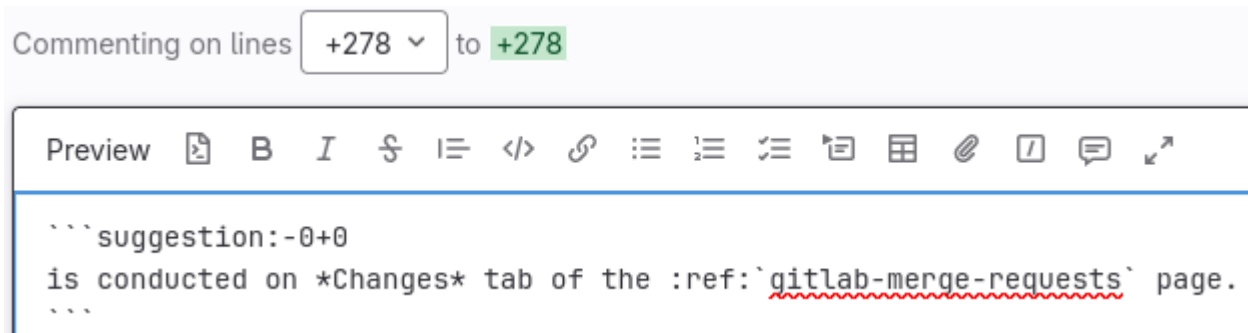 Commenting on lines +278 to +278
Preview
```suggestion:-0+0
is conducted on *Changes* tab of the :ref:`gitlab-merge-requests` page.
```